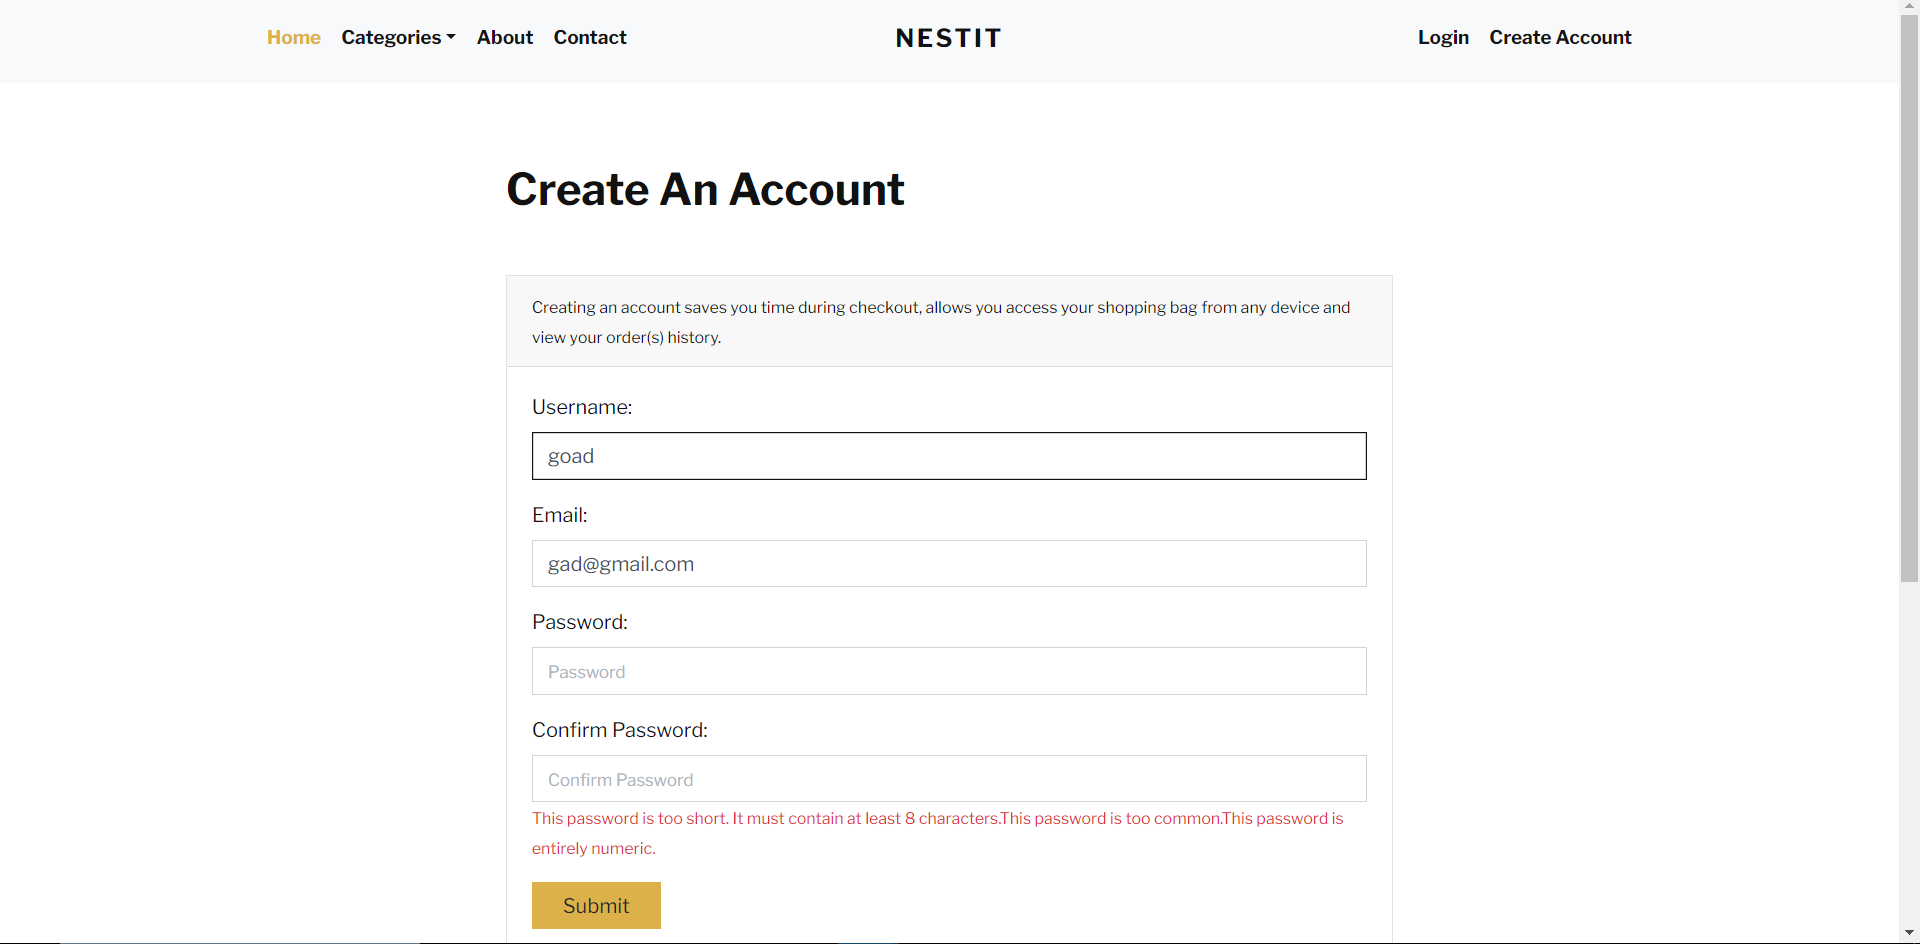 Home Categories About Contact NESTIT Login Create Account
Create An Account
Creating an account saves you time during checkout, allows you access your shopping bag from any device and
view your order(s) history.
Username:
goad
Email:
gad@gmail.com
Password:
Password
Confirm Password:
Confirm Password
This password is too short. It must contain at least 8 characters.This password is too common.This password is
entirely numeric.
Submit